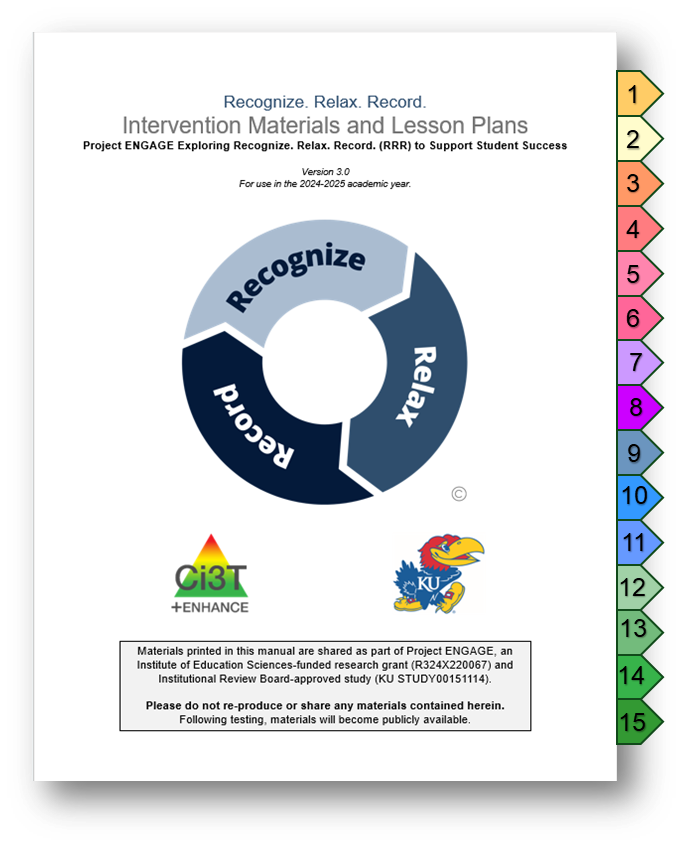 Recognize. Relax. Record.
Intervention Materials and Lesson Plans
Project ENGAGE Exploring Recognize. Relax. Record. (RRR) to Support Student Success
Version 3.0
For use in the 2024-2025 academic year.
Recognize
Relax
Record
©
Ci3T
+ENHANCE
KU
Materials printed in this manual are shared as part of Project ENGAGE, an
Institute of Education Sciences-funded research grant (R324X220067) and
Institutional Review Board-approved study (KU STUDY00151114).
Please do not re-produce or share any materials contained herein.
Following testing, materials will become publicly available.
1
2
3
4
5
6
7
8
9
10
11
12
13
14
15